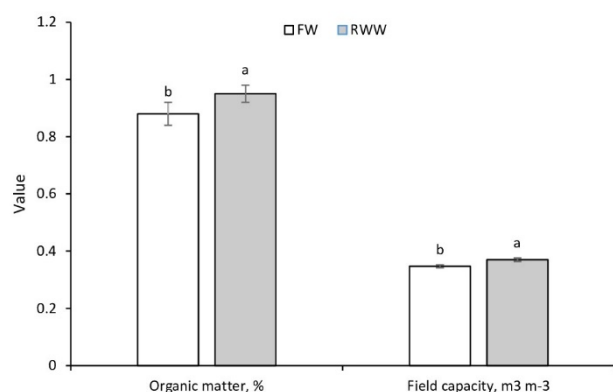 1.2
FW RWW
1
0.8
0.6
0.4
0.2
0
Value
b
a
b
a
Organic matter, %
Field capacity, m3 m-3